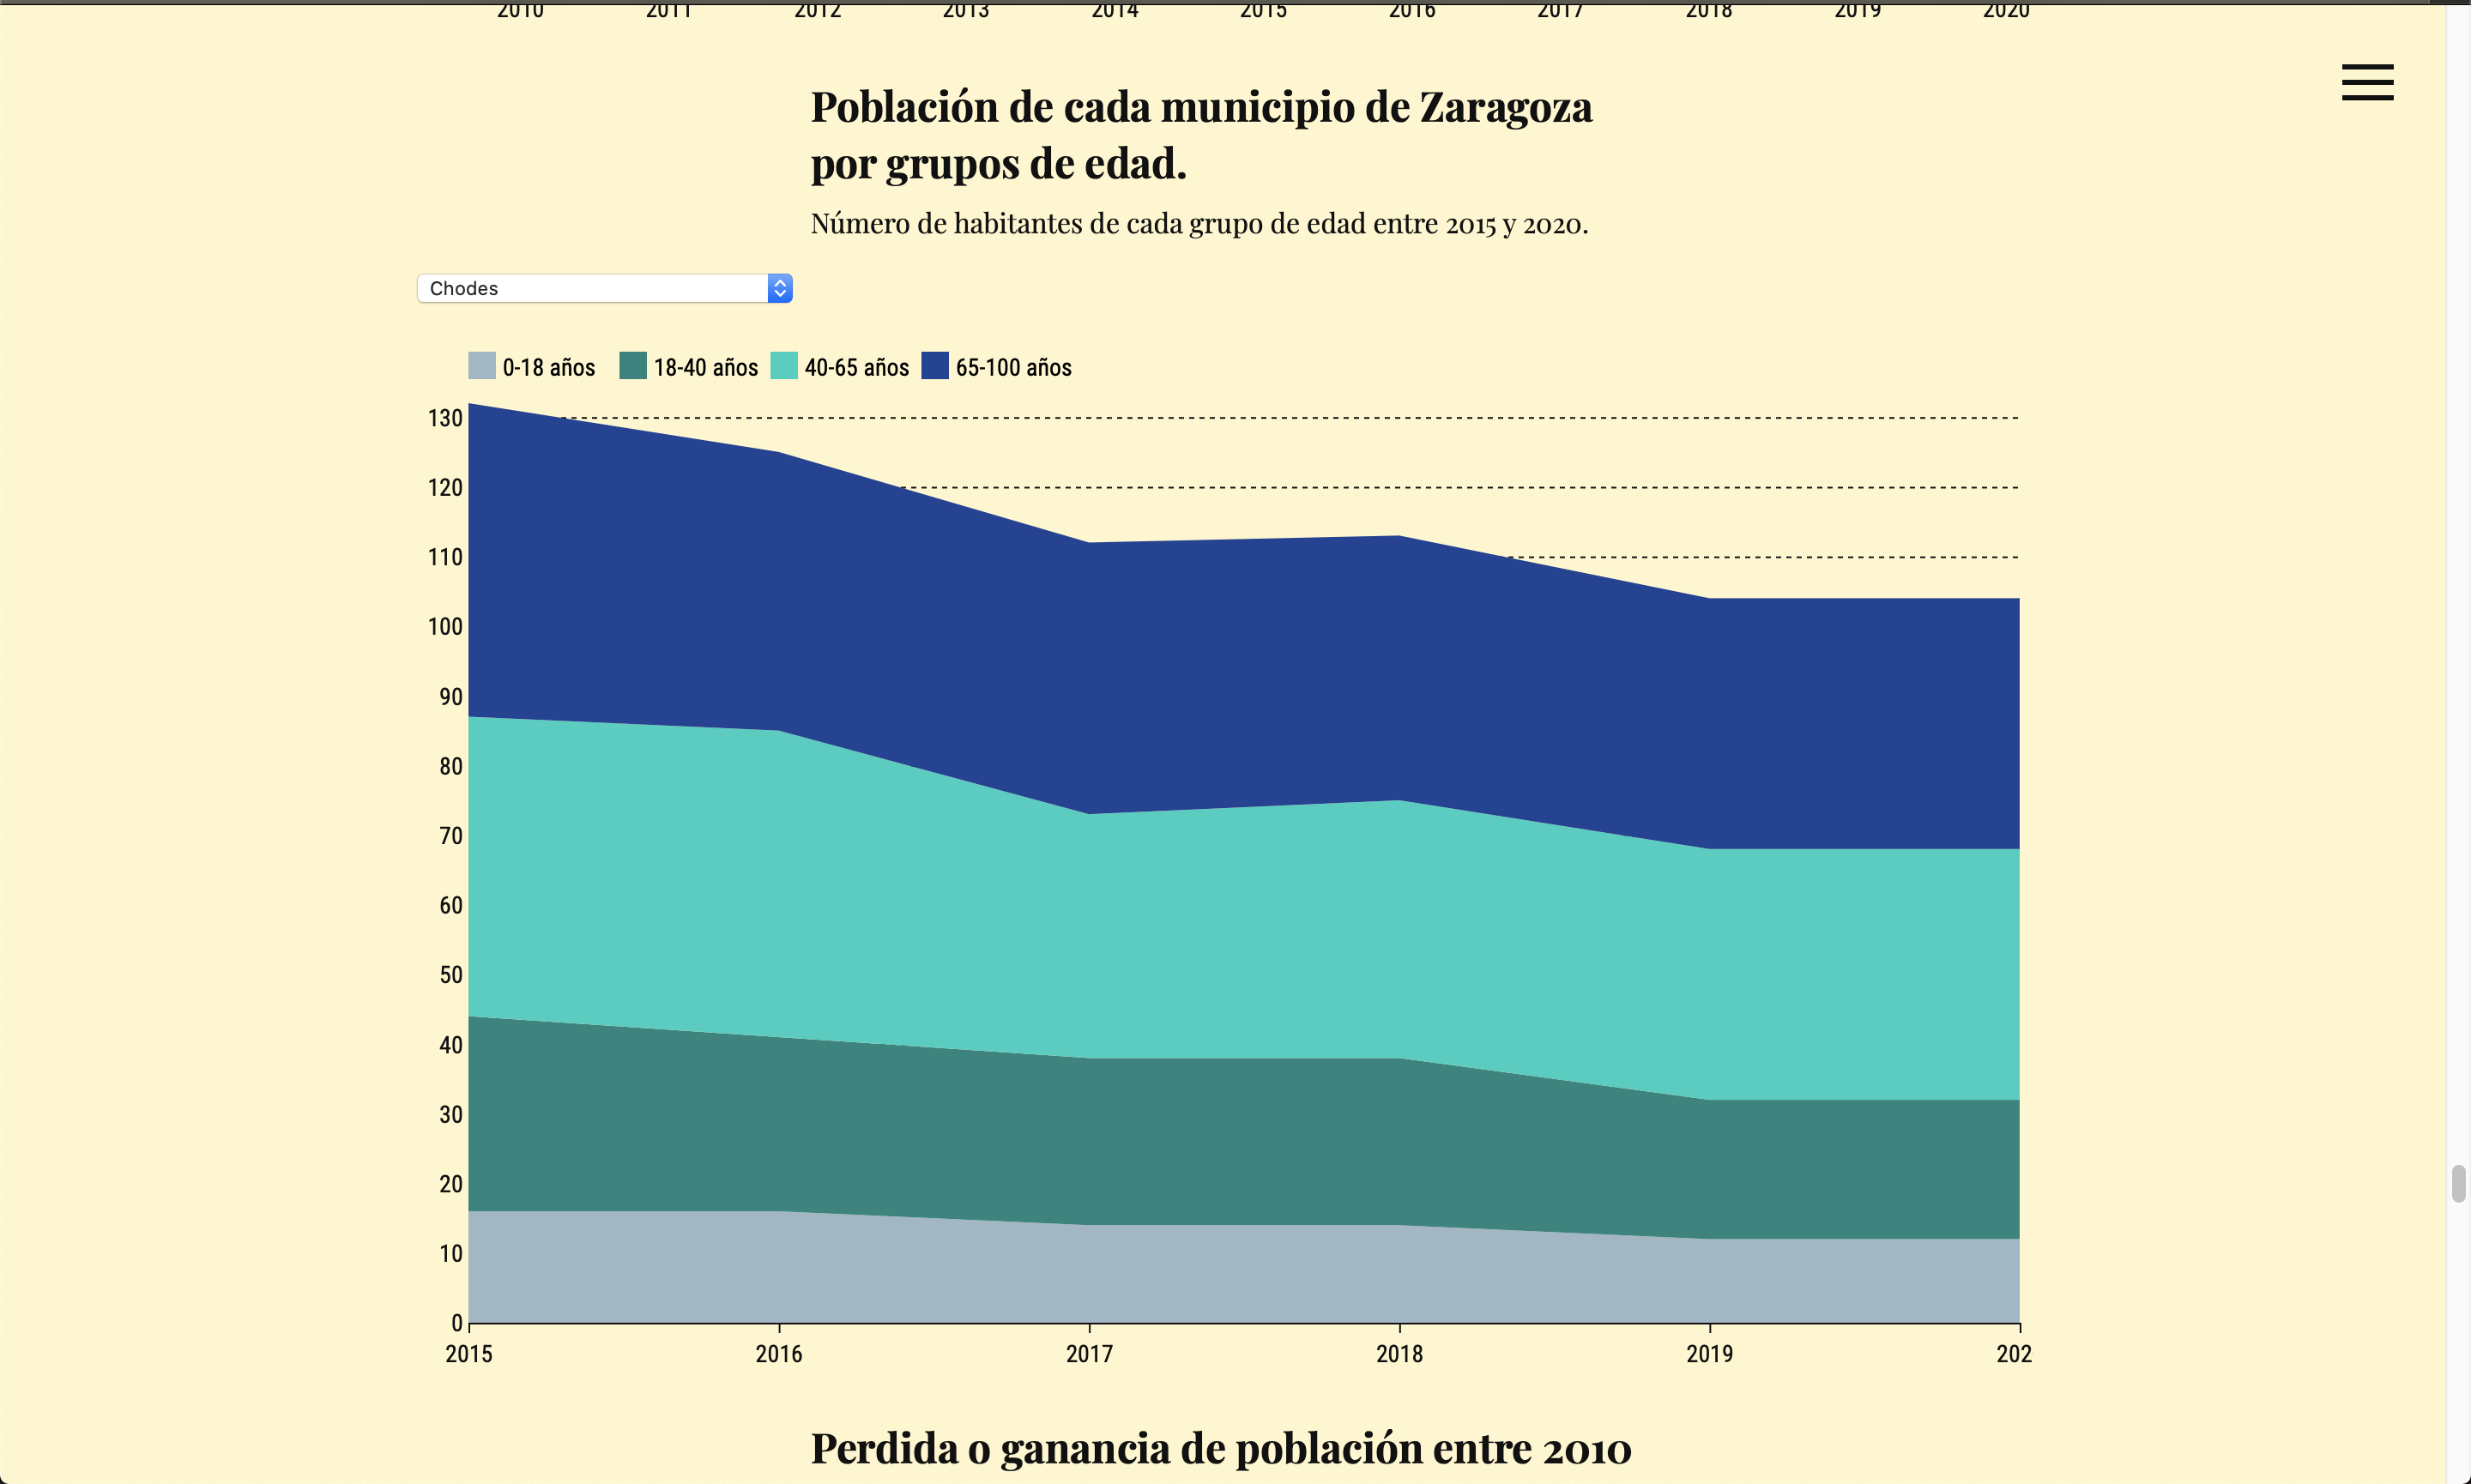 2010 2011 2012 2013 2014 2015 2016 2017 2018 2019 2020
Población de cada municipio de Zaragoza
por grupos de edad.
Número de habitantes de cada grupo de edad entre 2015 y 2020.
Chodes
0-18 años 18-40 años 40-65 años 65-100 años
130
120
110
100
90
80
70
60
50
40
30
20
10
0
2015 2016 2017 2018 2019 202
Perdida o ganancia de población entre 2010